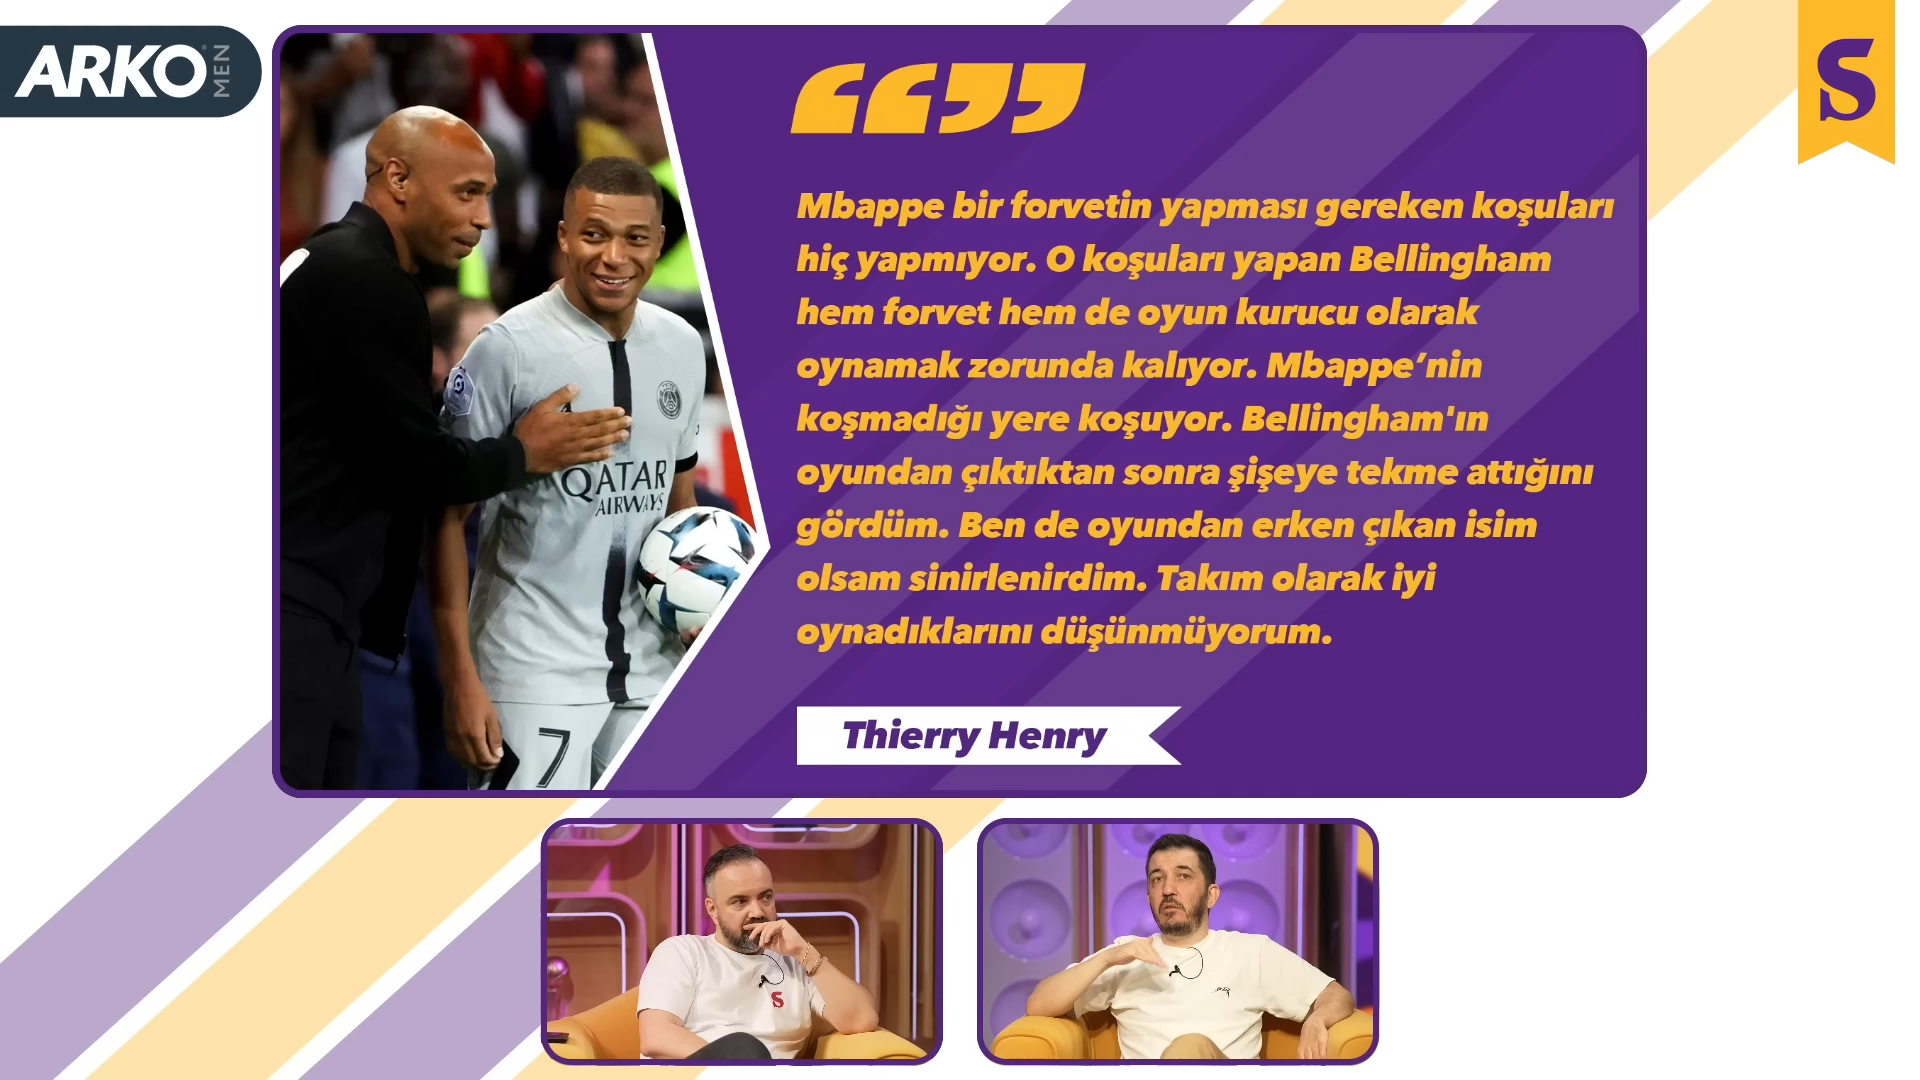 ARKO
MEN
S
““””
Mbappe bir forvetin yapması gereken koşuları
hiç yapmıyor. O koşuları yapan Bellingham
hem forvet hem de oyun kurucu olarak
oynamak zorunda kalıyor. Mbappe’nin
koşmadığı yere koşuyor. Bellingham'ın
oyundan çıktıktan sonra şişeye tekme attığını
gördüm. Ben de oyundan erken çıkan isim
olsam sinirlenirdim. Takım olarak iyi
oynadıklarını düşünmüyorum.
Thierry Henry
QATAR
AIRWAYS
7
S